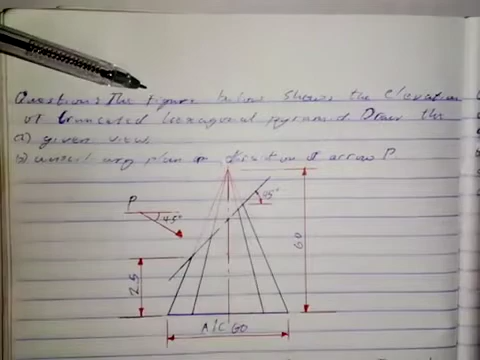 Question: The figure below shows the elevation
of truncated hexagonal pyramid Draw the
a) given view.
b) auxiliary plan in direction of arrow P.
P
45°
45°
60
25
A/C 60